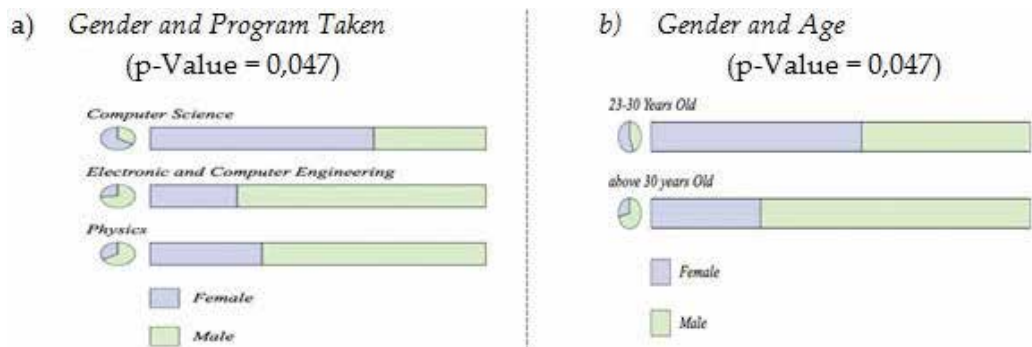 a) Gender and Program Taken
(p-Value = 0,047)
Computer Science
Electronic and Computer Engineering
Physics
Female
Male
b) Gender and Age
(p-Value = 0,047)
23-30 Years Old
above 30 years Old
Female
Male